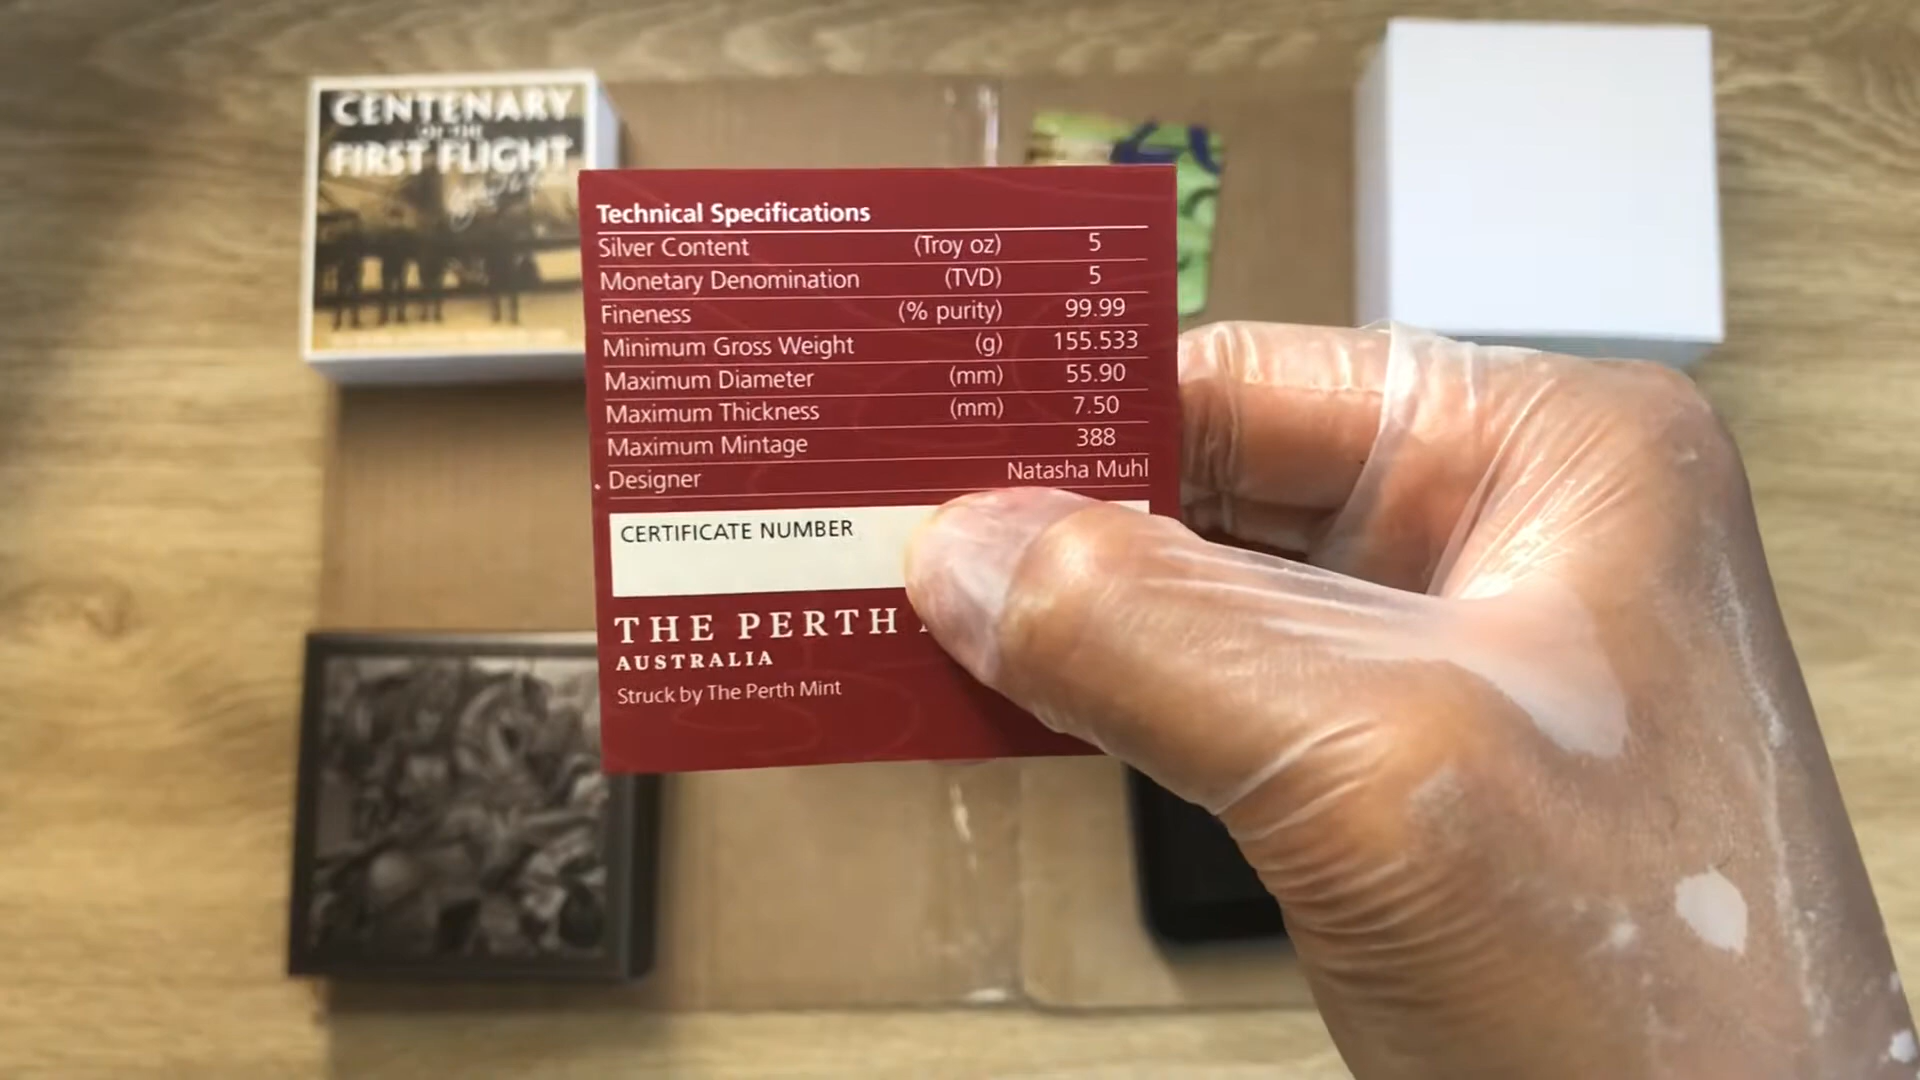 CENTENARY
OF THE
FIRST FLIGHT
Technical Specifications
Silver Content (Troy oz) 5
Monetary Denomination (TVD) 5
Fineness (% purity) 99.99
Minimum Gross Weight (g) 155.533
Maximum Diameter (mm) 55.90
Maximum Thickness (mm) 7.50
Maximum Mintage 388
Designer Natasha Muhl
CERTIFICATE NUMBER
THE PERTH
AUSTRALIA
Struck by The Perth Mint